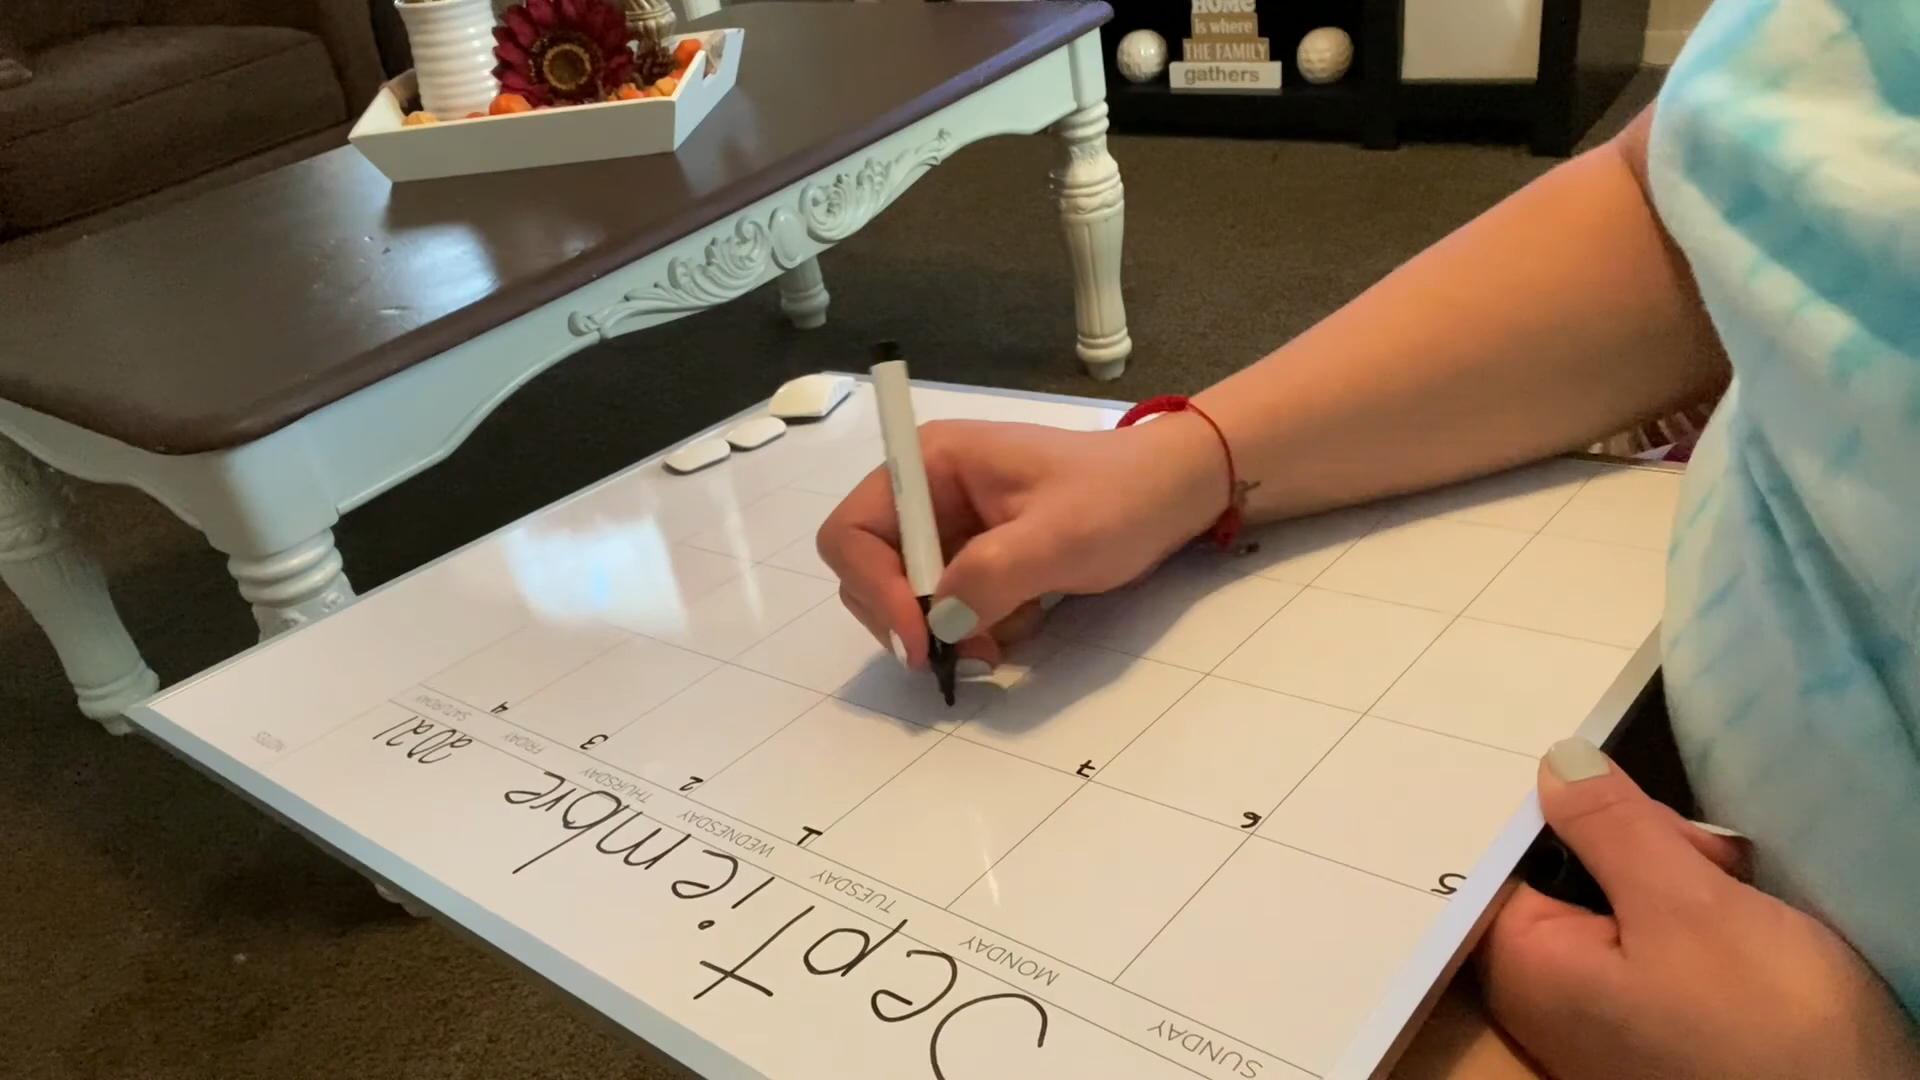 HOME
is where
THE FAMILY
gathers
Septiembre 2021
SUNDAY MONDAY TUESDAY WEDNESDAY THURSDAY FRIDAY SATURDAY
NOTES
1 2 3 4
5 6 7